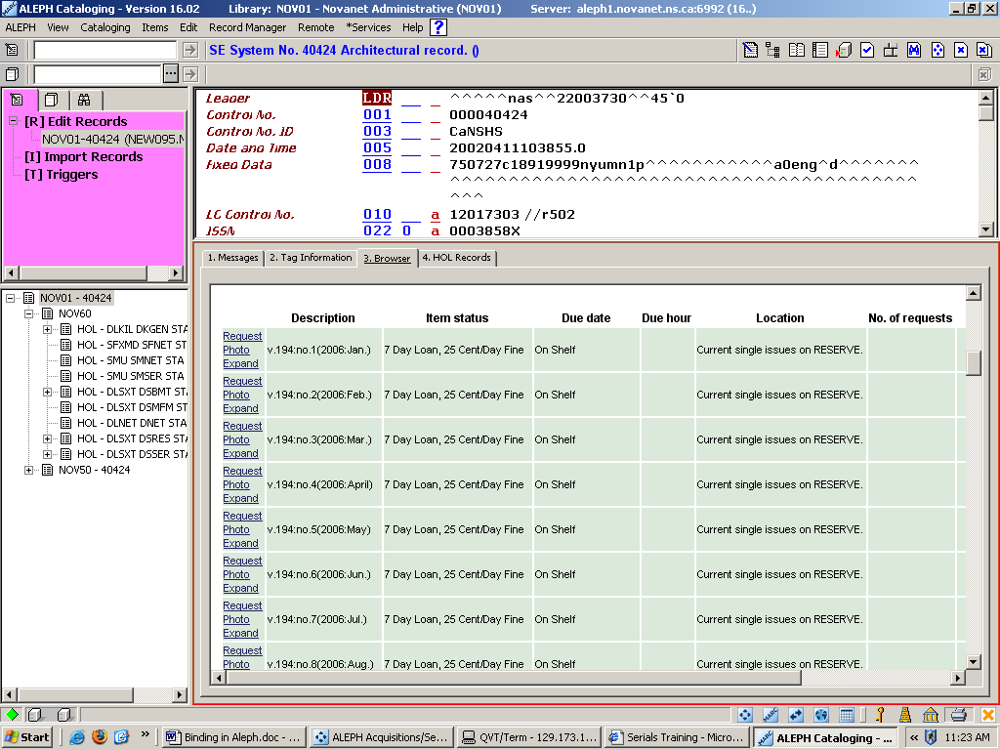 ALEPH Cataloging - Version 16.02 Library: NOV01 - Novanet Administrative (NOV01) Server: aleph1.novanet.ns.ca:6992 (16..)
ALEPH View Cataloging Items Edit Record Manager Remote *Services Help ?
SE System No. 40424 Architectural record. ()
[R] Edit Records
NOV01-40424 (NEW095.M
[I] Import Records
[T] Triggers
Leader LDR __ _ ^^^^^nas^^22003730^^45`0
Control No. 001 __ _ 000040424
Control No. ID 003 __ _ CaNSHS
Date and Time 005 __ _ 20020411103855.0
Fixed Data 008 __ _ 750727c18919999nyumn1p^^^^^^^^^^^^a0eng^d^^^^^^^
^^^^^^^^^^^^^^^^^^^^^^^^^^^^^^^^^^^^^^^^^^
^^^
LC Control No. 010 __ a 12017303 //r502
ISSN 022 0 a 0003858X
NOV01 - 40424
NOV60
HOL - DLKIL DKGEN STA
HOL - SFXMD SFNET ST
HOL - SMU SMNET STA
HOL - SMU SMSER STA
HOL - DLSXT DSBMT STA
HOL - DLSXT DSMFM ST
HOL - DLNET DNET STA
HOL - DLSXT DSRES STA
HOL - DLSXT DSSER STA
NOV50 - 40424
1. Messages 2. Tag Information 3. Browser 4. HOL Records
Description Item status Due date Due hour Location No. of requests
Request
Photo v.194:no.1(2006:Jan.) 7 Day Loan, 25 Cent/Day Fine On Shelf Current single issues on RESERVE.
Expand
Request
Photo v.194:no.2(2006:Feb.) 7 Day Loan, 25 Cent/Day Fine On Shelf Current single issues on RESERVE.
Expand
Request
Photo v.194:no.3(2006:Mar.) 7 Day Loan, 25 Cent/Day Fine On Shelf Current single issues on RESERVE.
Expand
Request
Photo v.194:no.4(2006:April) 7 Day Loan, 25 Cent/Day Fine On Shelf Current single issues on RESERVE.
Expand
Request
Photo v.194:no.5(2006:May) 7 Day Loan, 25 Cent/Day Fine On Shelf Current single issues on RESERVE.
Expand
Request
Photo v.194:no.6(2006:Jun.) 7 Day Loan, 25 Cent/Day Fine On Shelf Current single issues on RESERVE.
Expand
Request
Photo v.194:no.7(2006:Jul.) 7 Day Loan, 25 Cent/Day Fine On Shelf Current single issues on RESERVE.
Expand
Request
Photo v.194:no.8(2006:Aug.) 7 Day Loan, 25 Cent/Day Fine On Shelf Current single issues on RESERVE.
Start » Binding in Aleph.doc - ... ALEPH Acquisitions/Se... QVT/Term - 129.173.1... Serials Training - Micro... ALEPH Cataloging - ... « 11:23 AM